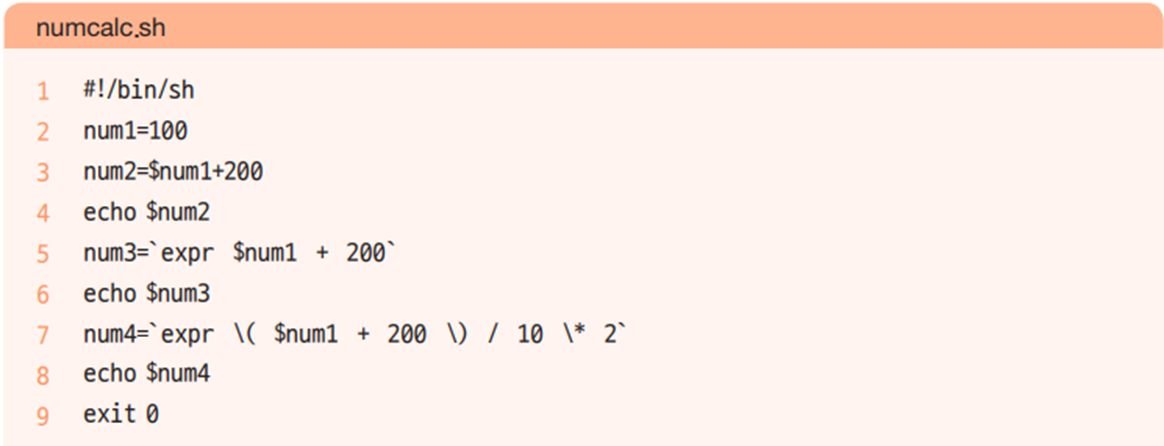 numcalc.sh
1 #!/bin/sh
2 num1=100
3 num2=$num1+200
4 echo $num2
5 num3=`expr $num1 + 200`
6 echo $num3
7 num4=`expr \( $num1 + 200 \) / 10 \* 2`
8 echo $num4
9 exit 0